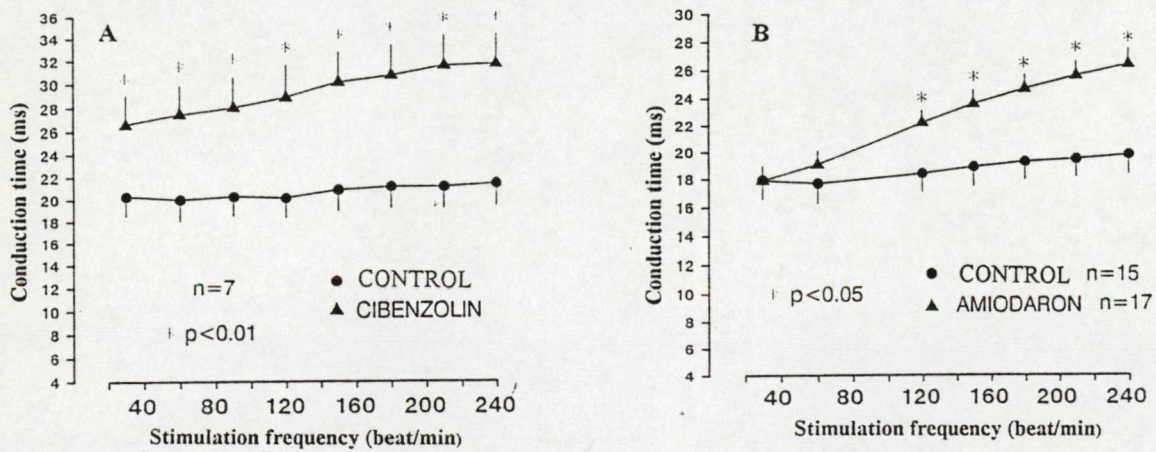 A
Conduction time (ms)
36
34
32
30
28
26
24
22
20
18
16
14
12
10
8
6
4
n=7
* p<0.01
● CONTROL
▲ CIBENZOLIN
40 80 120 160 200 240
Stimulation frequency (beat/min)
B
Conduction time (ms)
30
28
26
24
22
20
18
16
14
12
10
8
6
4
* p<0.05
● CONTROL n=15
▲ AMIODARON n=17
40 80 120 160 200 240
Stimulation frequency (beat/min)